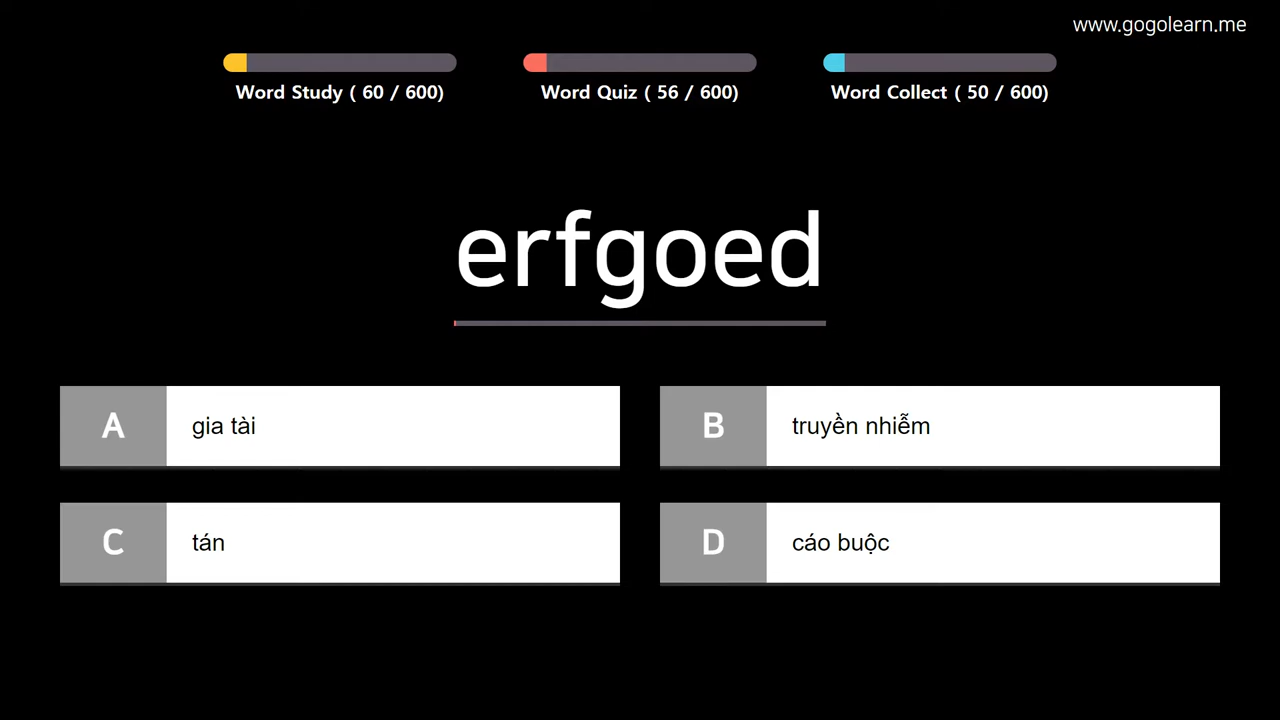 www.gogolearn.me
Word Study ( 60 / 600)
Word Quiz ( 56 / 600)
Word Collect ( 50 / 600)
erfgoed
A gia tài
B truyền nhiễm
C tán
D cáo buộc